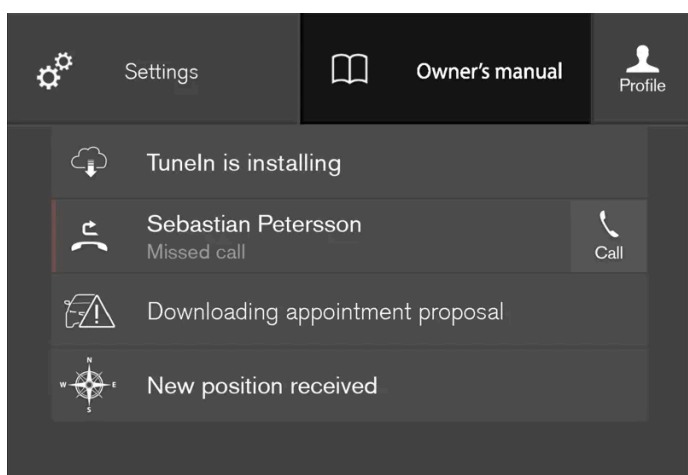 Settings
Owner's manual
Profile
TuneIn is installing
Sebastian Petersson
Missed call
Call
Downloading appointment proposal
N
W E
S
New position received